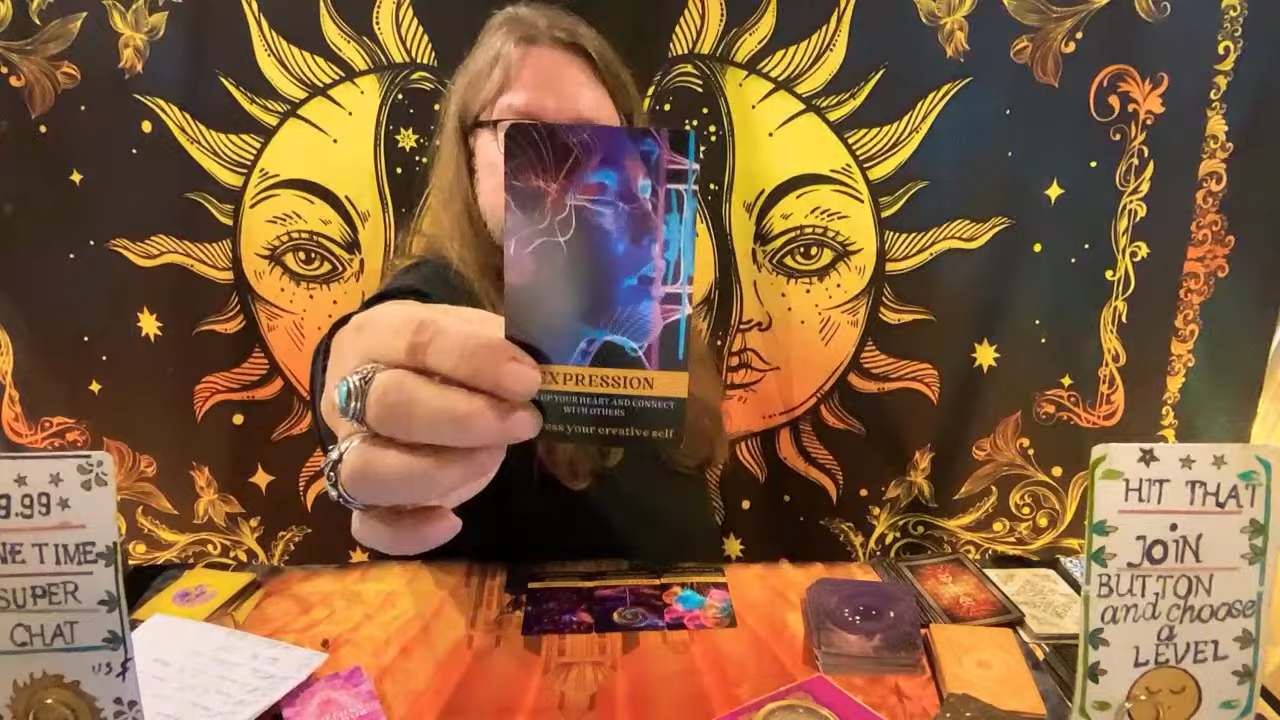 EXPRESSION
UP YOUR HEART AND CONNECT
WITH OTHERS
ess your creative self
9.99
NE TIME
SUPER
CHAT
US $
HIT THAT
JOIN
BUTTON
and choose
a
LEVEL